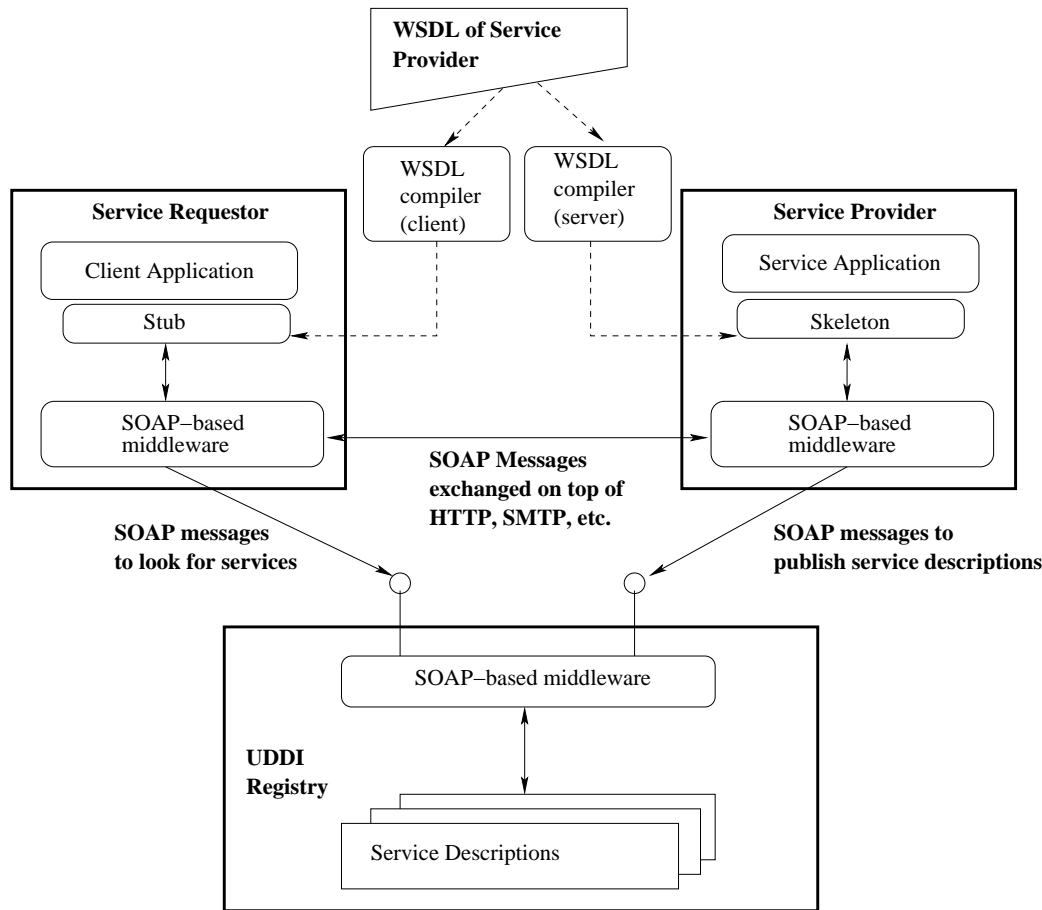 WSDL of Service
Provider
WSDL
compiler
(client)
WSDL
compiler
(server)
Service Requestor
Client Application
Stub
SOAP−based
middleware
Service Provider
Service Application
Skeleton
SOAP−based
middleware
SOAP Messages
exchanged on top of
HTTP, SMTP, etc.
SOAP messages
to look for services
SOAP messages to
publish service descriptions
SOAP−based middleware
UDDI
Registry
Service Descriptions